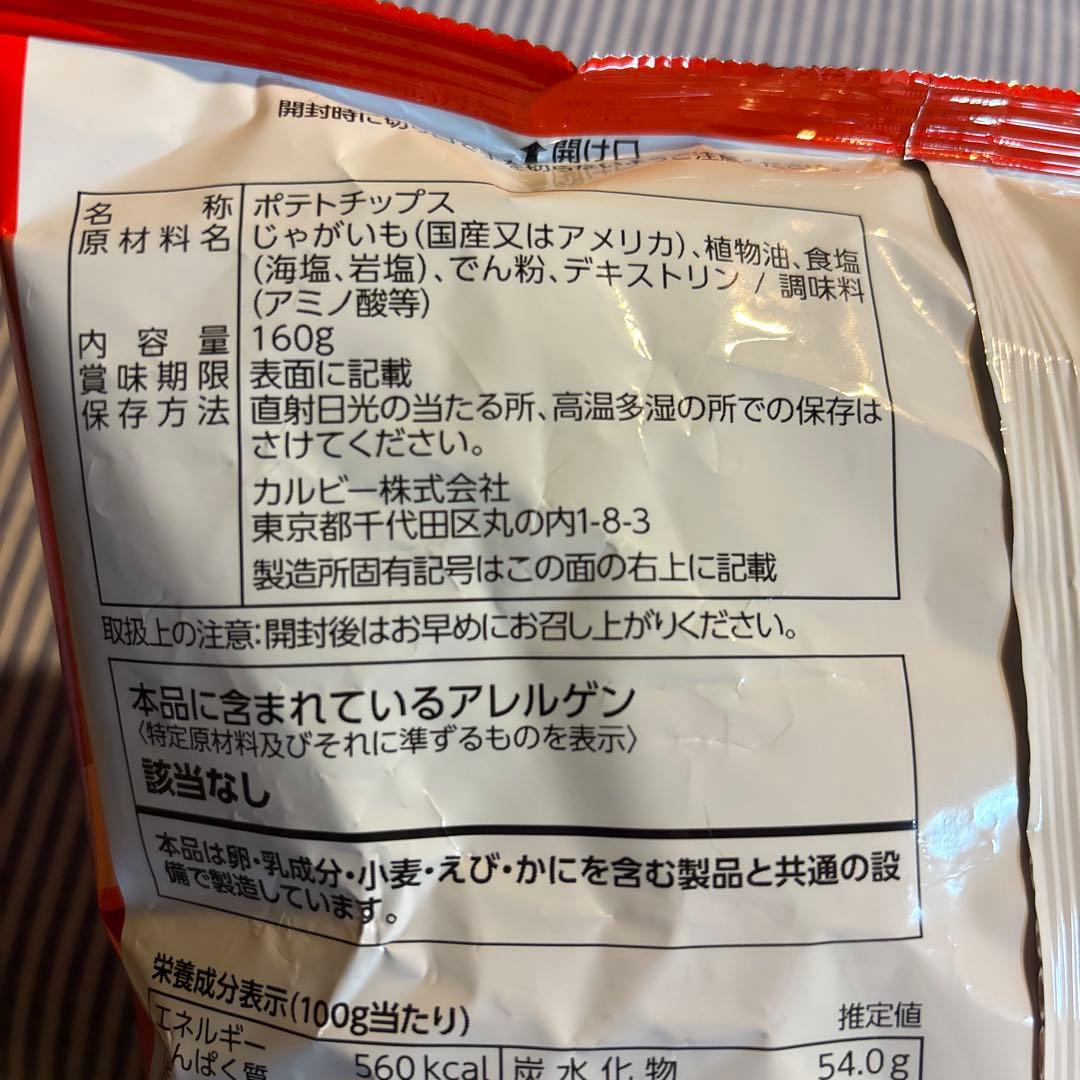 開封時に切
⬆開け口
名称 ポテトチップス
原材料名 じゃがいも(国産又はアメリカ)、植物油、食塩
(海塩、岩塩)、でん粉、デキストリン / 調味料
(アミノ酸等)
内容量 160g
賞味期限 表面に記載
保存方法 直射日光の当たる所、高温多湿の所での保存は
さけてください。
カルビー株式会社
東京都千代田区丸の内1-8-3
製造所固有記号はこの面の右上に記載
取扱上の注意:開封後はお早めにお召し上がりください。
本品に含まれているアレルゲン
〈特定原材料及びそれに準ずるものを表示〉
該当なし
本品は卵・乳成分・小麦・えび・かにを含む製品と共通の設
備で製造しています。
栄養成分表示(100g当たり) 推定値
エネルギー 560kcal 炭水化物 54.0g
んぱく質